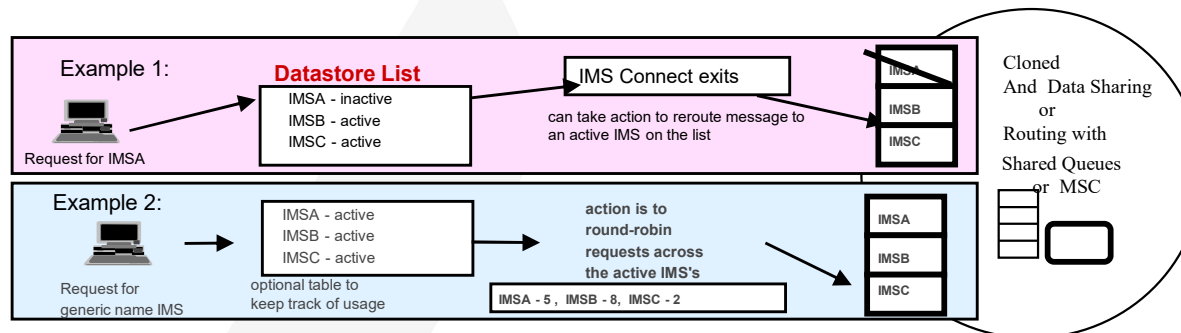 Example 1:
Request for IMSA
Datastore List
IMSA - inactive
IMSB - active
IMSC - active
IMS Connect exits
can take action to reroute message to
an active IMS on the list
IMSA
IMSB
IMSC
Cloned
And Data Sharing
or
Routing with
Shared Queues
or MSC
Example 2:
Request for
generic name IMS
IMSA - active
IMSB - active
IMSC - active
optional table to
keep track of usage
action is to
round-robin
requests across
the active IMS's
IMSA - 5 , IMSB - 8, IMSC - 2
IMSA
IMSB
IMSC